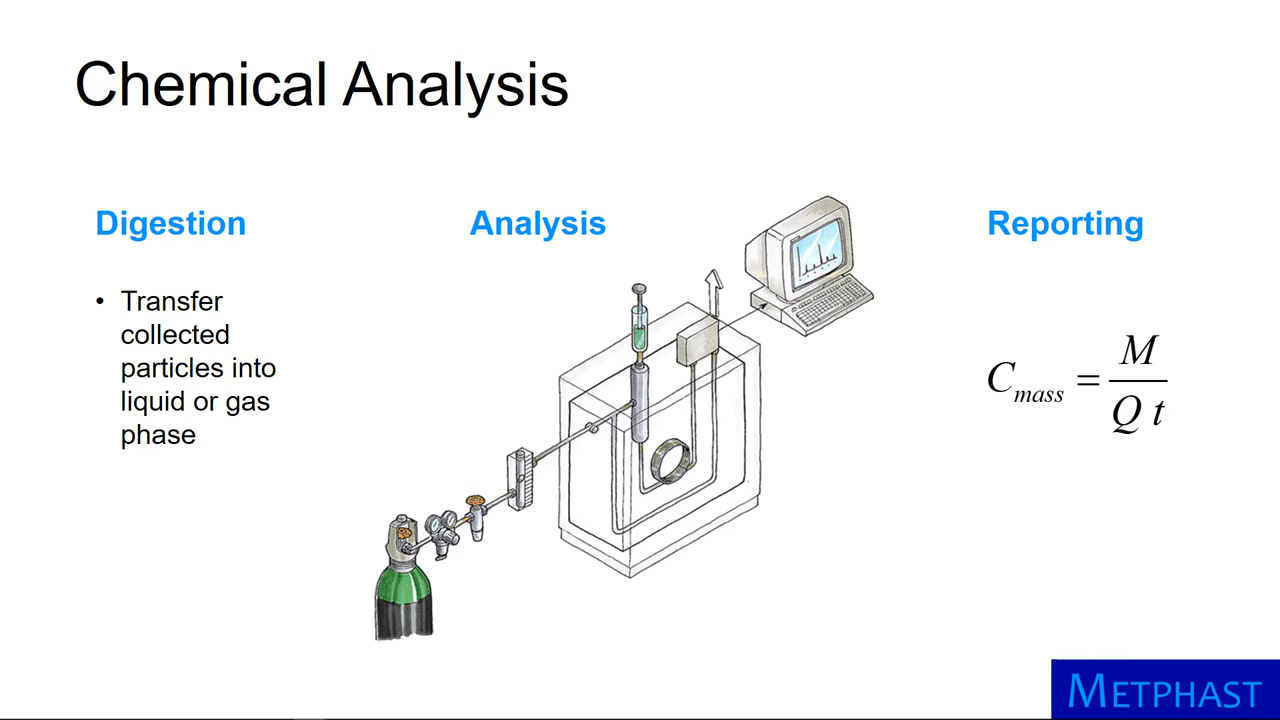 Chemical Analysis
Digestion
• Transfer
collected
particles into
liquid or gas
phase
Analysis
Reporting
C_mass = M / (Q t)
METPHAST